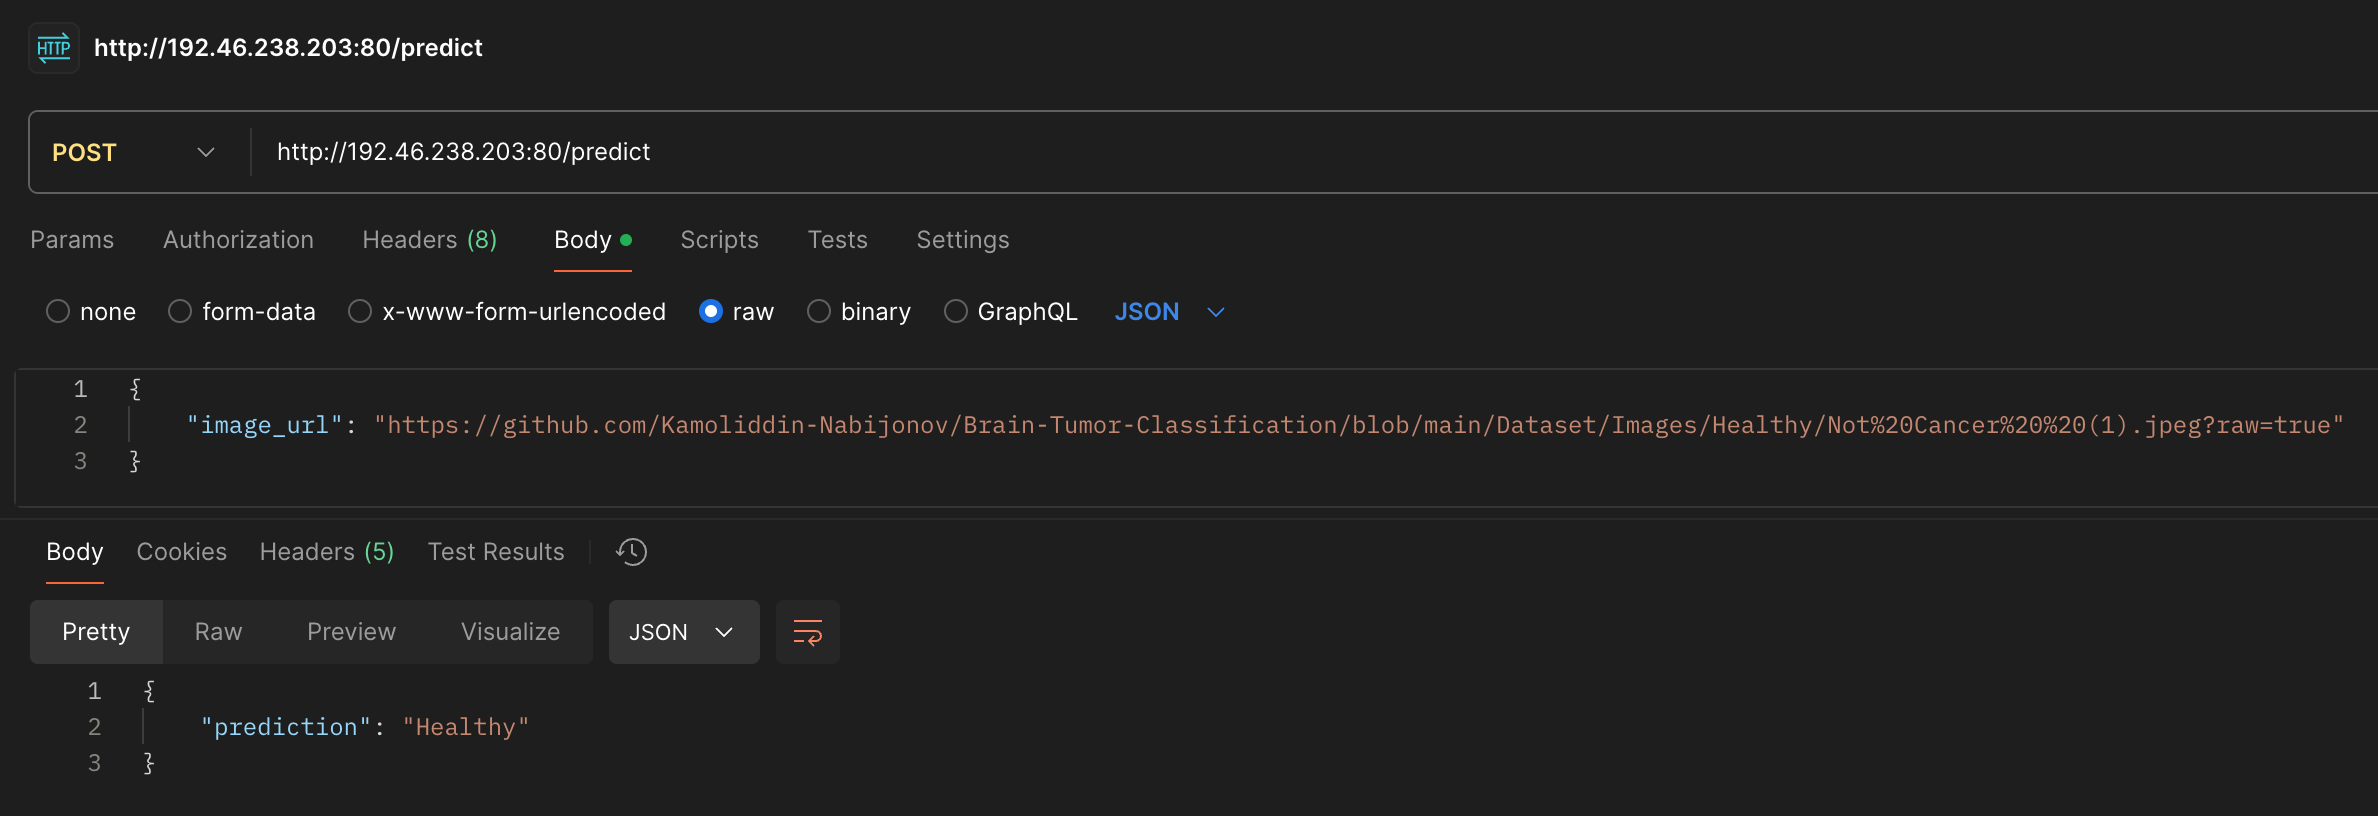 HTTP http://192.46.238.203:80/predict
POST http://192.46.238.203:80/predict
Params Authorization Headers (8) Body Scripts Tests Settings
none form-data x-www-form-urlencoded raw binary GraphQL JSON
1 {
2 "image_url": "https://github.com/Kamoliddin-Nabijonov/Brain-Tumor-Classification/blob/main/Dataset/Images/Healthy/Not%20Cancer%20%20(1).jpeg?raw=true"
3 }
Body Cookies Headers (5) Test Results
Pretty Raw Preview Visualize JSON
1 {
2 "prediction": "Healthy"
3 }